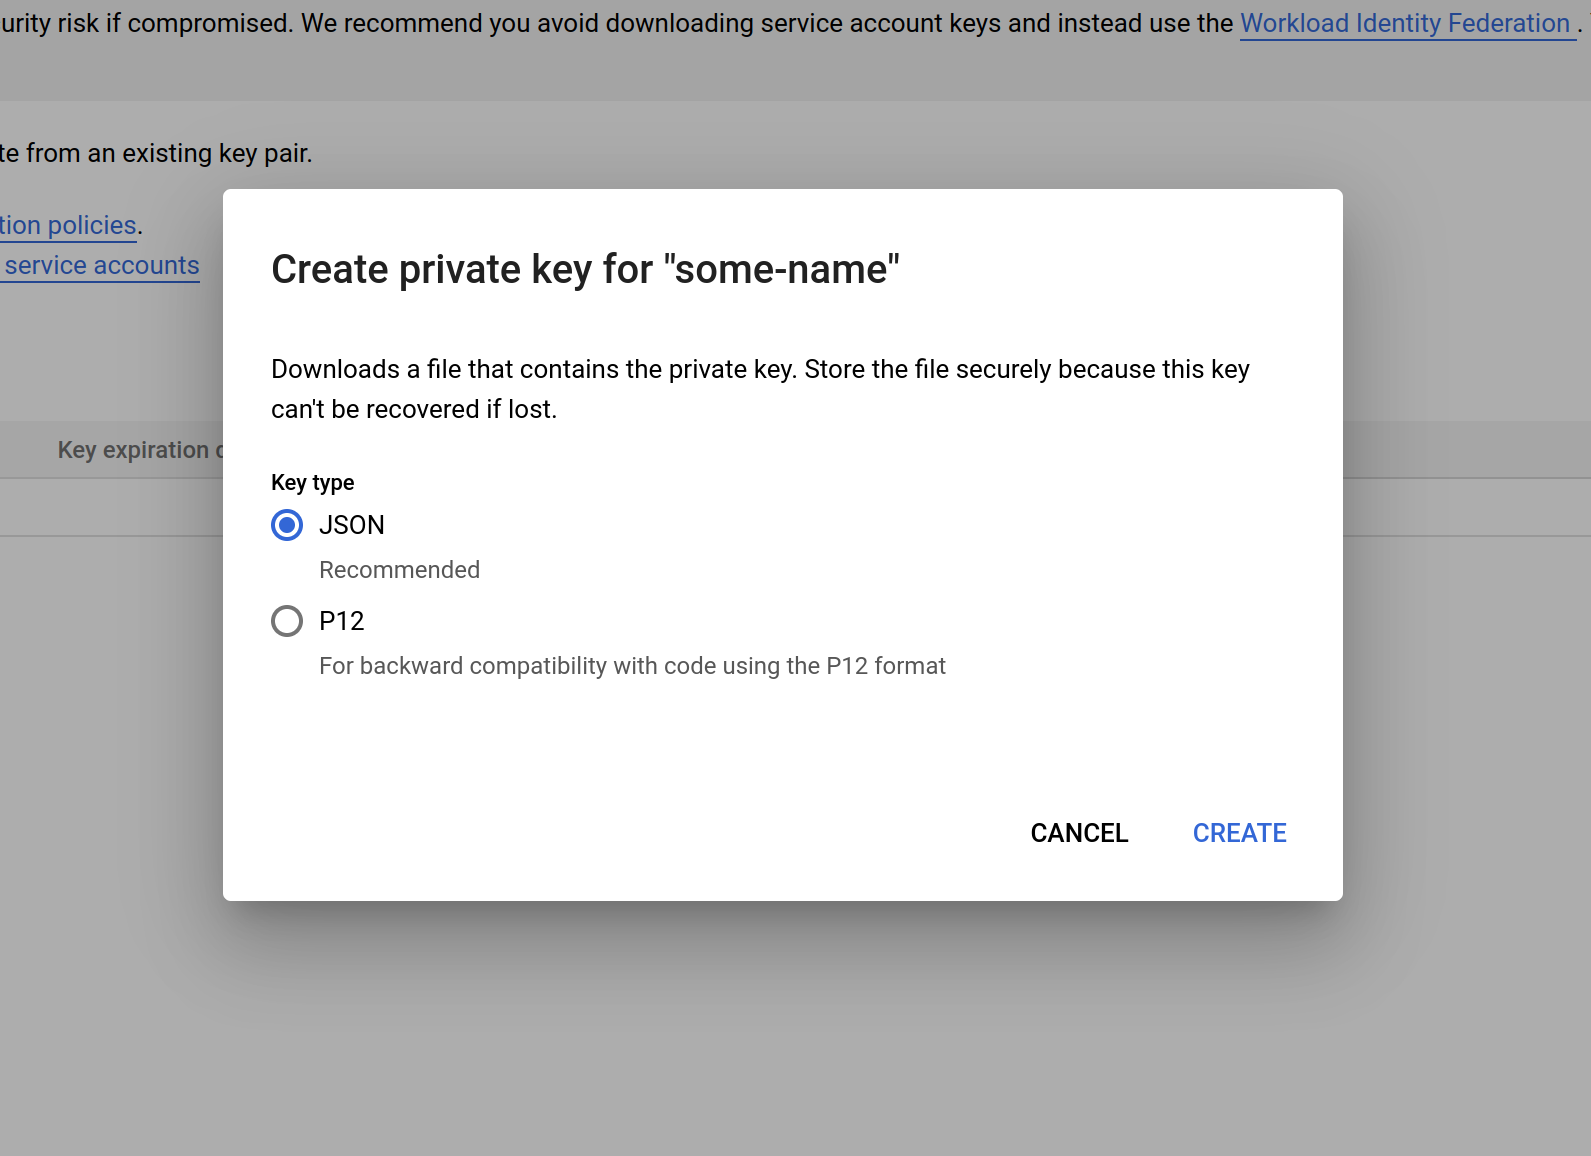 urity risk if compromised. We recommend you avoid downloading service account keys and instead use the Workload Identity Federation .
te from an existing key pair.
tion policies.
service accounts
Create private key for "some-name"
Downloads a file that contains the private key. Store the file securely because this key
can't be recovered if lost.
Key expiration
Key type
JSON
Recommended
P12
For backward compatibility with code using the P12 format
CANCEL CREATE